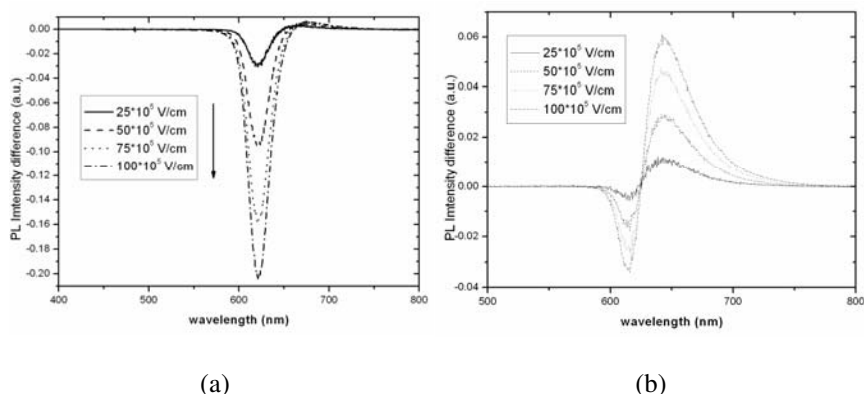 0.00
-0.02
-0.04
-0.06
-0.08
-0.10
-0.12
-0.14
-0.16
-0.18
-0.20
PL Imtensity difference (a.u.)
25*10⁵ V/cm
50*10⁵ V/cm
75*10⁵ V/cm
100*10⁵ V/cm
400 500 600 700 800
wavelength (nm)
(a)
0.06
0.04
0.02
0.00
-0.02
-0.04
PL Imtensity difference (a.u.)
25*10⁵ V/cm
50*10⁵ V/cm
75*10⁵ V/cm
100*10⁵ V/cm
500 600 700 800
wavelength (nm)
(b)